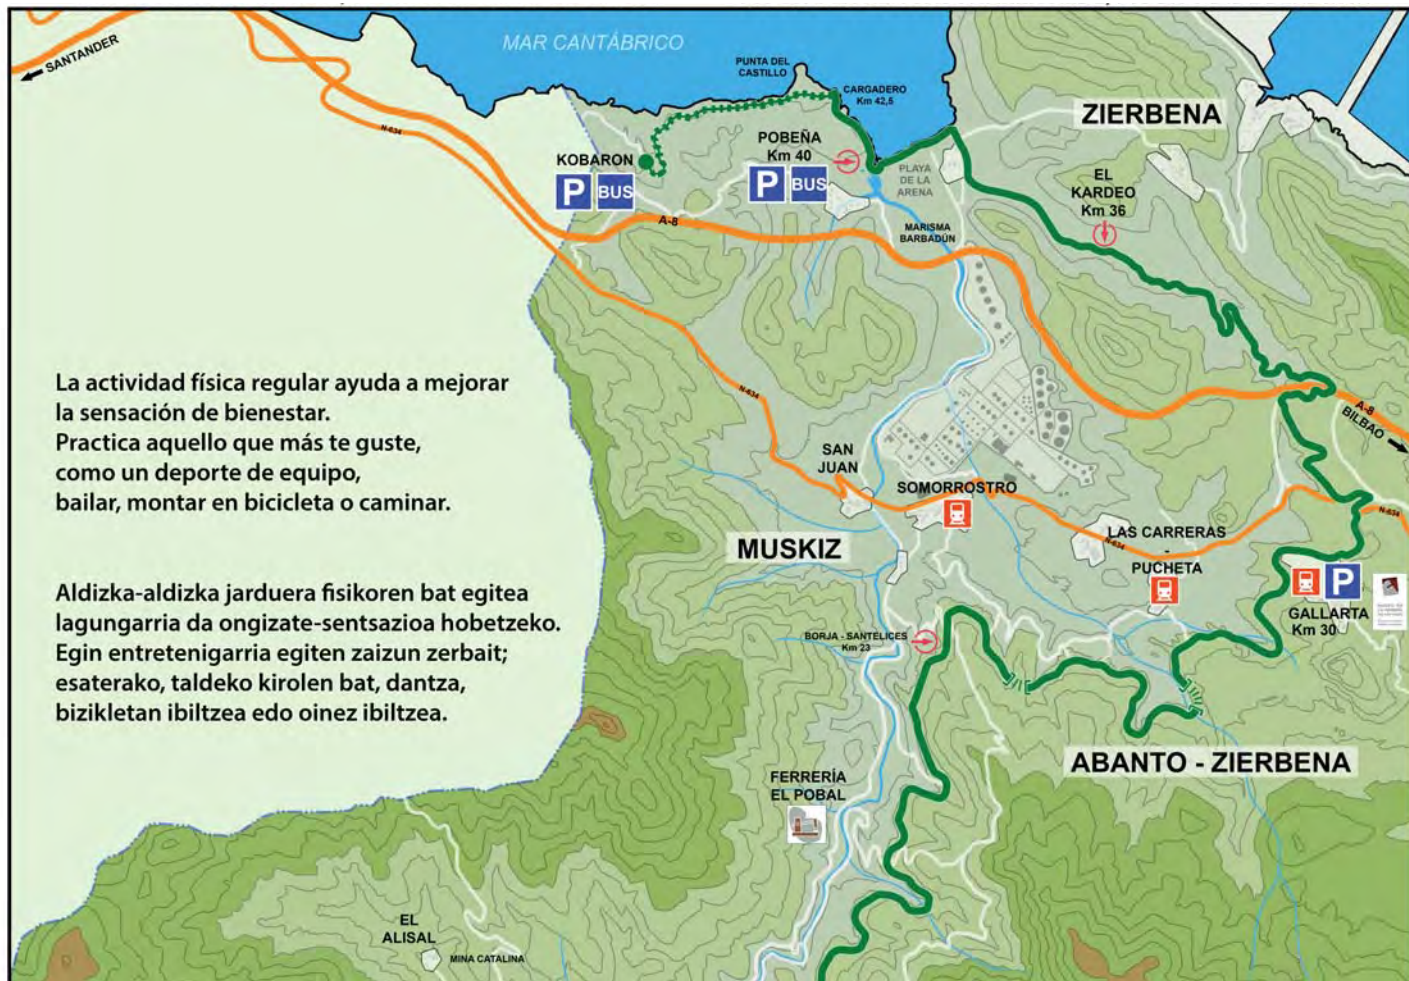 SANTANDER
MAR CANTÁBRICO
PUNTA DEL
CASTILLO
CARGADERO
Km 42,5
ZIERBENA
N-634
KOBARON
P BUS
POBEÑA
Km 40
P BUS
PLAYA
DE LA
ARENA
EL
KARDEO
Km 36
A-8
MARISMA
BARBADÚN
La actividad física regular ayuda a mejorar
la sensación de bienestar.
Practica aquello que más te guste,
como un deporte de equipo,
bailar, montar en bicicleta o caminar.
N-634
A-8
BILBAO
SAN
JUAN
SOMORROSTRO
MUSKIZ
LAS CARRERAS
-
PUCHETA
N-634
N-634
P
GALLARTA
Km 30
Aldizka-aldizka jarduera fisikoren bat egitea
lagungarria da ongizate-sentsazioa hobetzeko.
Egin entretenigarria egiten zaizun zerbait;
esaterako, taldeko kirolen bat, dantza,
bizikletan ibiltzea edo oinez ibiltzea.
BORJA - SANTELICES
Km 23
ABANTO - ZIERBENA
FERRERÍA
EL POBAL
EL
ALISAL
MINA CATALINA